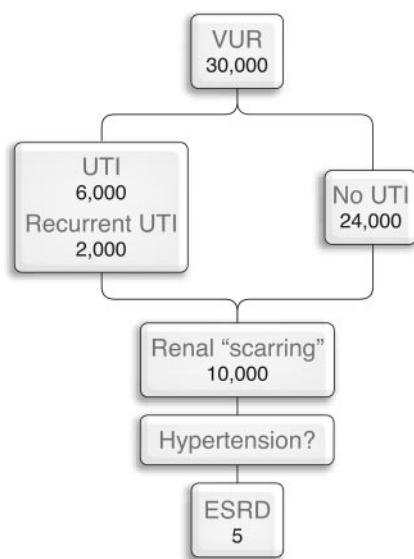 VUR
30,000
UTI
6,000
Recurrent UTI
2,000
No UTI
24,000
Renal “scarring”
10,000
Hypertension?
ESRD
5